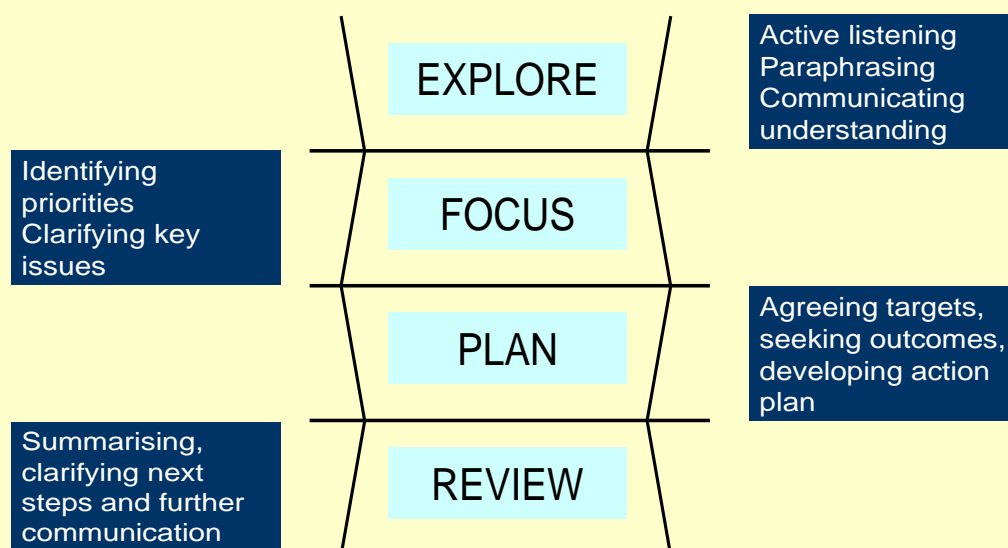 EXPLORE
Active listening
Paraphrasing
Communicating
understanding
Identifying
priorities
Clarifying key
issues
FOCUS
PLAN
Agreeing targets,
seeking outcomes,
developing action
plan
Summarising,
clarifying next
steps and further
communication
REVIEW